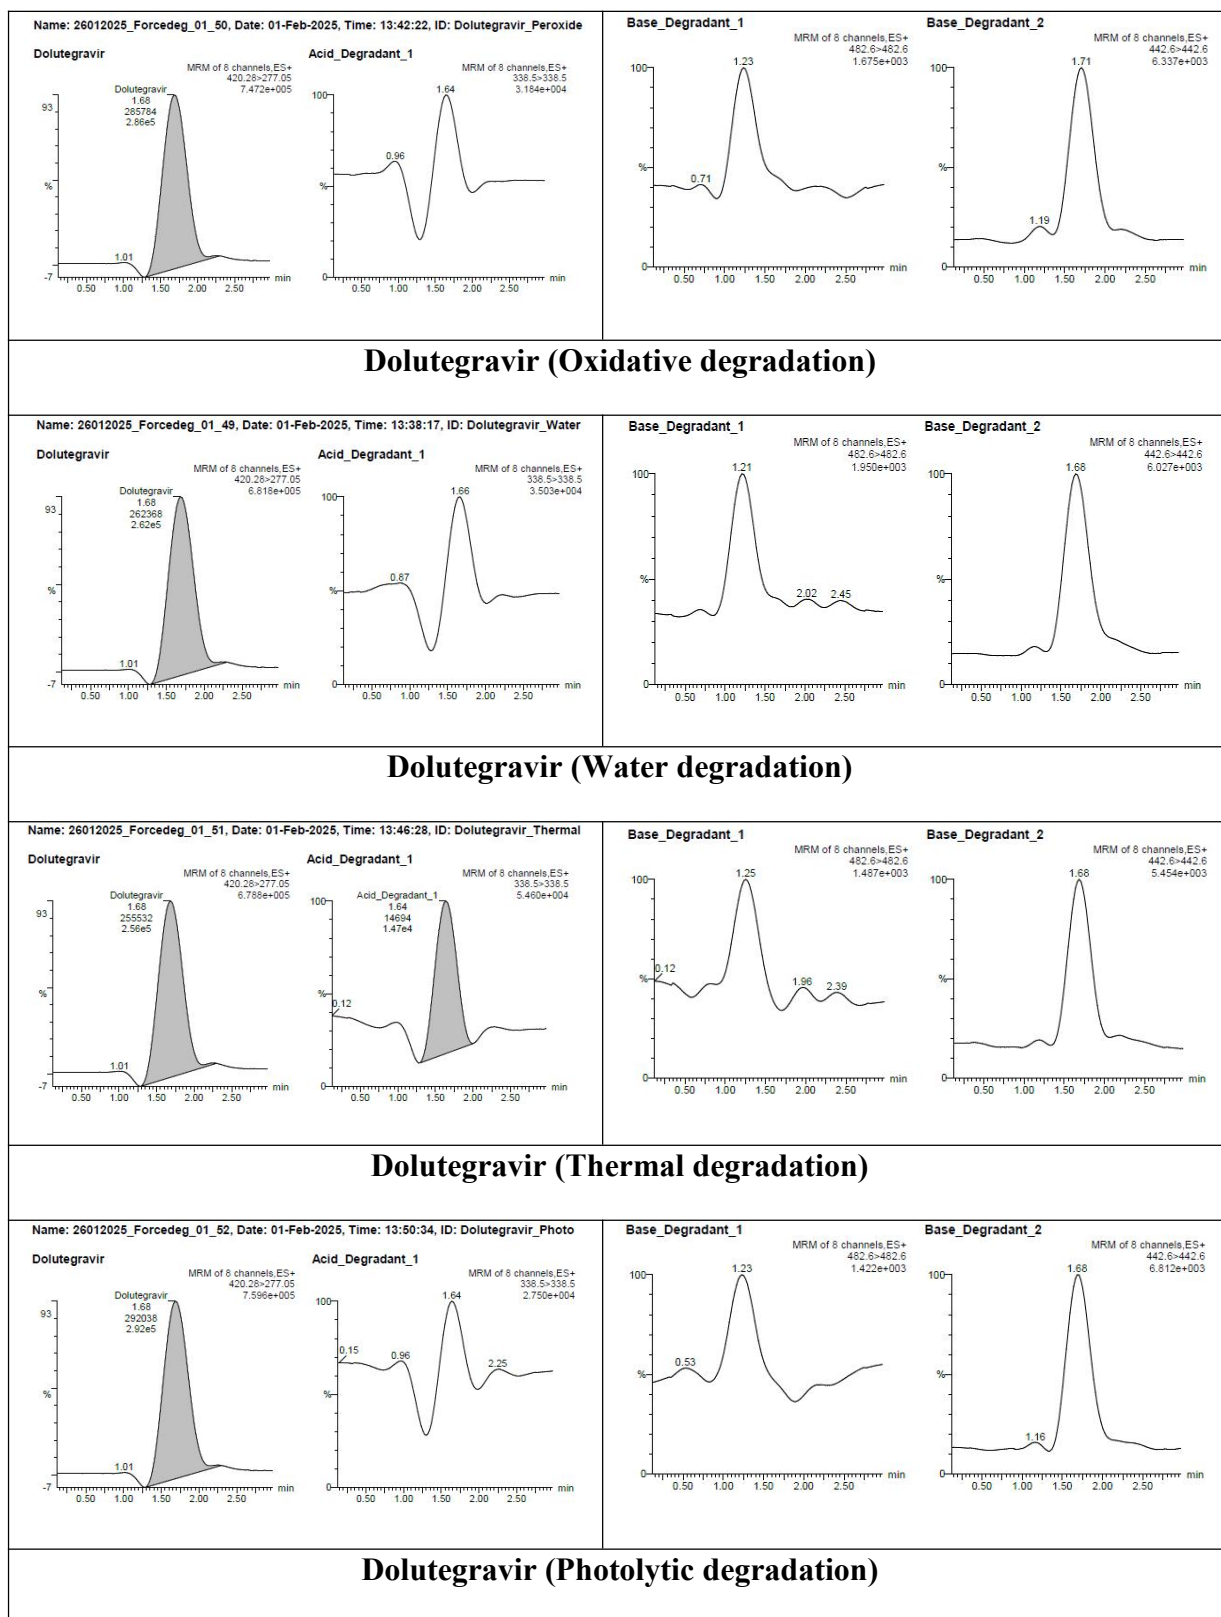 Name: 26012025_Forcedeg_01_50, Date: 01-Feb-2025, Time: 13:42:22, ID: Dolutegravir_Peroxide
Dolutegravir
MRM of 8 channels,ES+
420.28>277.05
7.472e+005
Dolutegravir
1.68
285784
2.86e5
93
%
-7
1.01
0.50 1.00 1.50 2.00 2.50 min
Acid_Degradant_1
MRM of 8 channels,ES+
338.5>338.5
3.184e+004
1.64
100
0.96
%
0
0.50 1.00 1.50 2.00 2.50 min
Base_Degradant_1
MRM of 8 channels,ES+
482.6>482.6
1.675e+003
1.23
100
%
0.71
0
0.50 1.00 1.50 2.00 2.50 min
Base_Degradant_2
MRM of 8 channels,ES+
442.6>442.6
6.337e+003
1.71
100
%
1.19
0
0.50 1.00 1.50 2.00 2.50 min
Dolutegravir (Oxidative degradation)
Name: 26012025_Forcedeg_01_49, Date: 01-Feb-2025, Time: 13:38:17, ID: Dolutegravir_Water
Dolutegravir
MRM of 8 channels,ES+
420.28>277.05
6.818e+005
Dolutegravir
1.68
262368
2.62e5
93
%
-7
1.01
0.50 1.00 1.50 2.00 2.50 min
Acid_Degradant_1
MRM of 8 channels,ES+
338.5>338.5
3.503e+004
1.66
100
0.87
%
0
0.50 1.00 1.50 2.00 2.50 min
Base_Degradant_1
MRM of 8 channels,ES+
482.6>482.6
1.950e+003
1.21
100
%
2.02 2.45
0
0.50 1.00 1.50 2.00 2.50 min
Base_Degradant_2
MRM of 8 channels,ES+
442.6>442.6
6.027e+003
1.68
100
%
0
0.50 1.00 1.50 2.00 2.50 min
Dolutegravir (Water degradation)
Name: 26012025_Forcedeg_01_51, Date: 01-Feb-2025, Time: 13:46:28, ID: Dolutegravir_Thermal
Dolutegravir
MRM of 8 channels,ES+
420.28>277.05
6.788e+005
Dolutegravir
1.68
255532
2.56e5
93
%
-7
1.01
0.50 1.00 1.50 2.00 2.50 min
Acid_Degradant_1
MRM of 8 channels,ES+
338.5>338.5
5.460e+004
Acid_Degradant_1
1.64
14694
1.47e4
100
%
0.12
0
0.50 1.00 1.50 2.00 2.50 min
Base_Degradant_1
MRM of 8 channels,ES+
482.6>482.6
1.487e+003
1.25
100
0.12
%
1.96 2.39
0
0.50 1.00 1.50 2.00 2.50 min
Base_Degradant_2
MRM of 8 channels,ES+
442.6>442.6
5.454e+003
1.68
100
%
0
0.50 1.00 1.50 2.00 2.50 min
Dolutegravir (Thermal degradation)
Name: 26012025_Forcedeg_01_52, Date: 01-Feb-2025, Time: 13:50:34, ID: Dolutegravir_Photo
Dolutegravir
MRM of 8 channels,ES+
420.28>277.05
7.596e+005
Dolutegravir
1.68
292038
2.92e5
93
%
-7
1.01
0.50 1.00 1.50 2.00 2.50 min
Acid_Degradant_1
MRM of 8 channels,ES+
338.5>338.5
2.750e+004
1.64
100
0.15 0.96 2.25
%
0
0.50 1.00 1.50 2.00 2.50 min
Base_Degradant_1
MRM of 8 channels,ES+
482.6>482.6
1.422e+003
1.23
100
0.53
%
0
0.50 1.00 1.50 2.00 2.50 min
Base_Degradant_2
MRM of 8 channels,ES+
442.6>442.6
6.812e+003
1.68
100
%
1.16
0
0.50 1.00 1.50 2.00 2.50 min
Dolutegravir (Photolytic degradation)